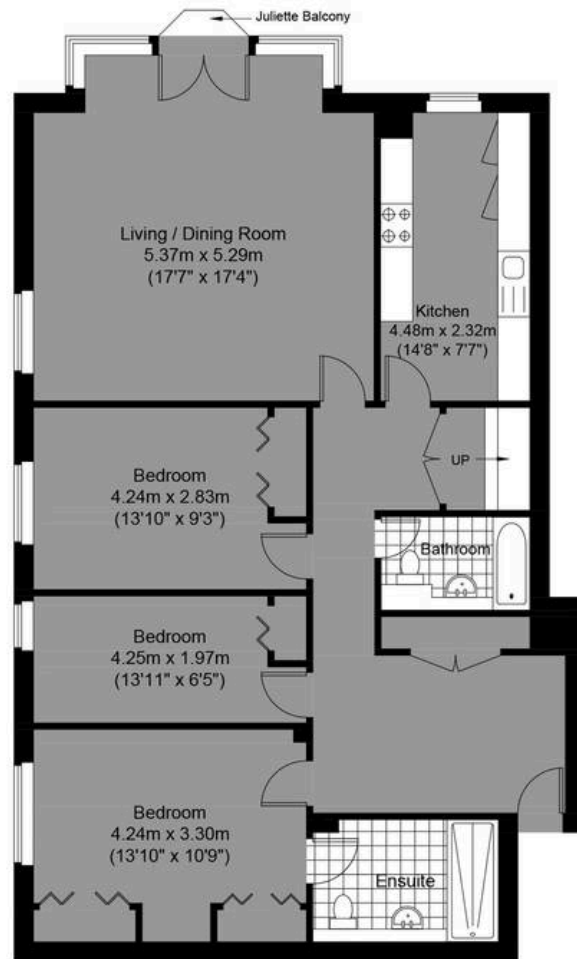 Juliette Balcony
Living / Dining Room
5.37m x 5.29m
(17'7" x 17'4")
Kitchen
4.48m x 2.32m
(14'8" x 7'7")
Bedroom
4.24m x 2.83m
(13'10" x 9'3")
UP
Bathroom
Bedroom
4.25m x 1.97m
(13'11" x 6'5")
Bedroom
4.24m x 3.30m
(13'10" x 10'9")
Ensuite